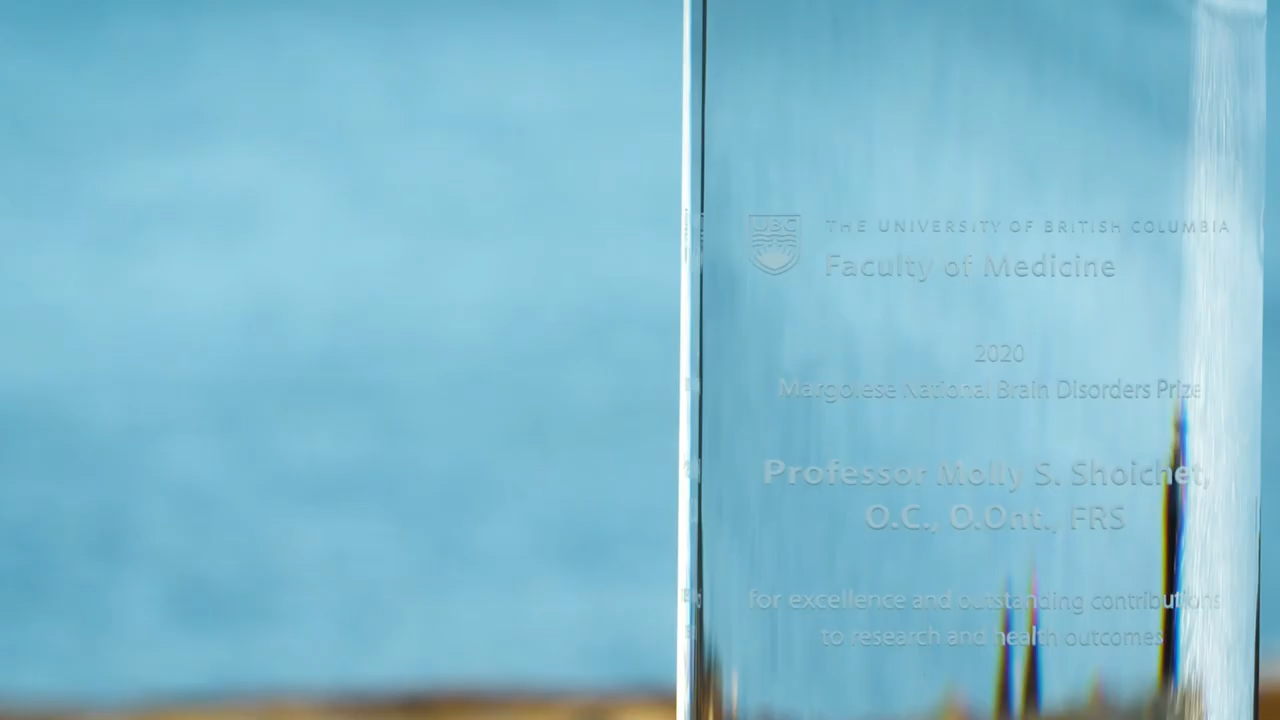 UBC
THE UNIVERSITY OF BRITISH COLUMBIA
Faculty of Medicine
2020
Margolese National Brain Disorders Prize
Professor Molly S. Shoichet,
O.C., O.Ont., FRS
for excellence and outstanding contributions
to research and health outcomes